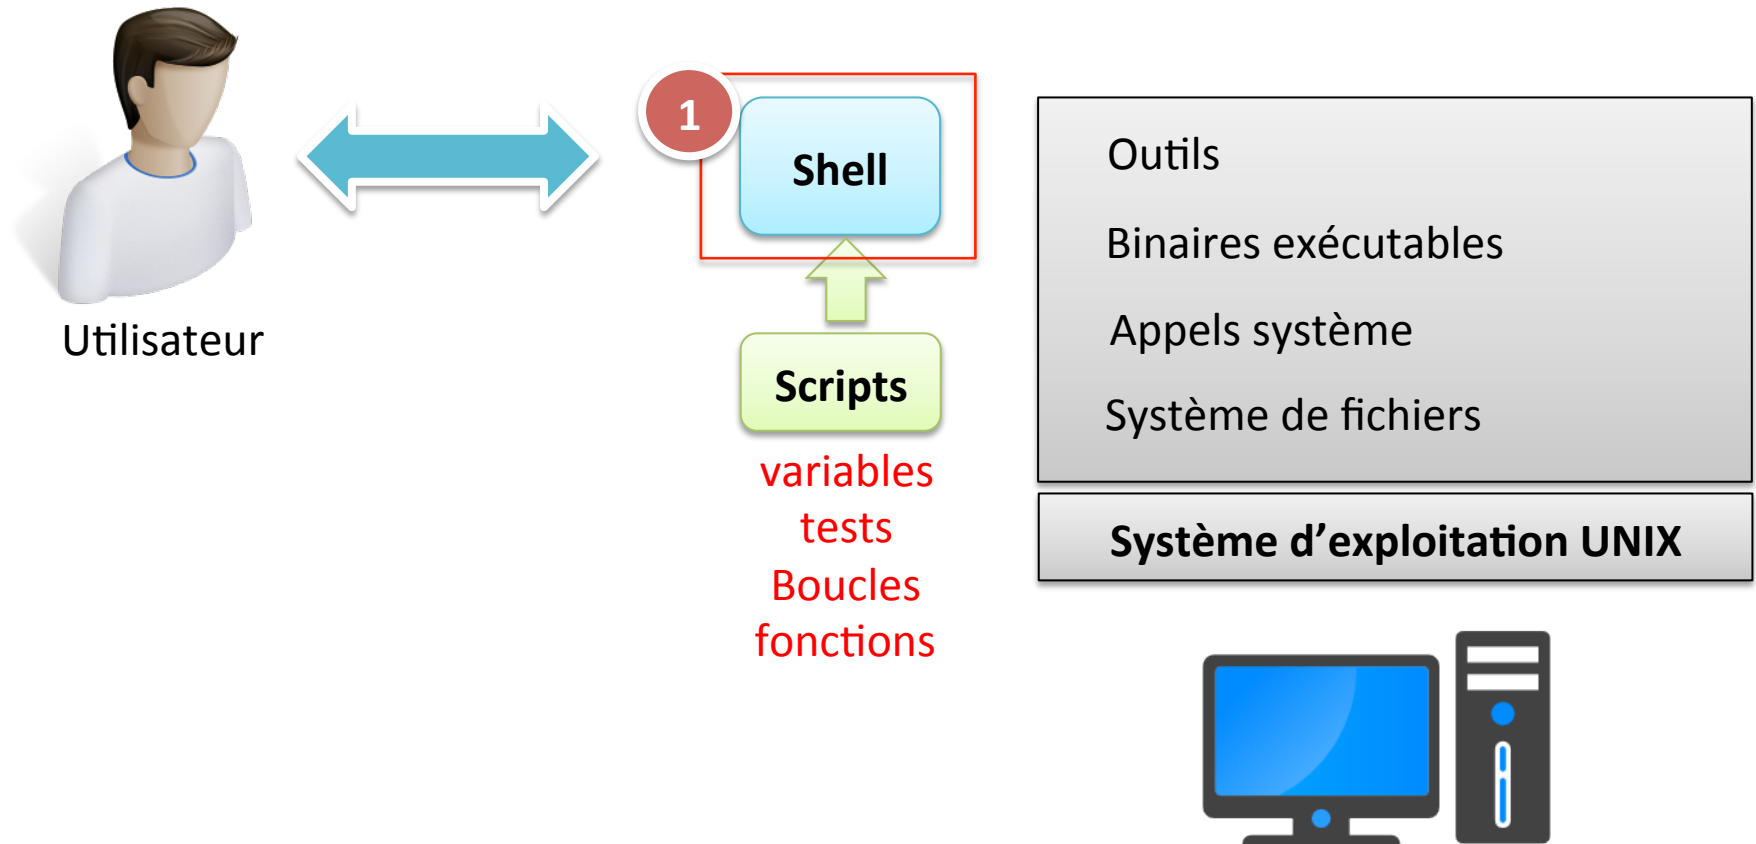 Utilisateur
1
Shell
Scripts
variables
tests
Boucles
fonctions
Outils
Binaires exécutables
Appels système
Système de fichiers
Système d’exploitation UNIX